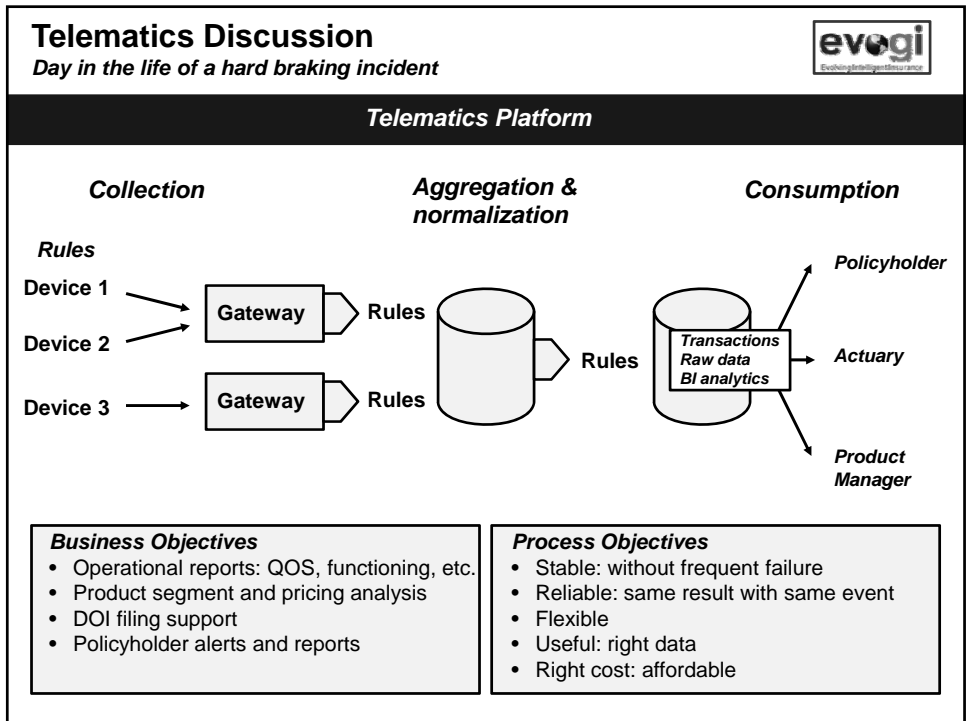 Telematics Discussion
Day in the life of a hard braking incident
evogi
EvolvingIntelligentInsurance
Telematics Platform
Collection
Aggregation &
normalization
Consumption
Rules
Device 1
Device 2
Device 3
Gateway
Rules
Gateway
Rules
Rules
Transactions
Raw data
BI analytics
Policyholder
Actuary
Product
Manager
Business Objectives
• Operational reports: QOS, functioning, etc.
• Product segment and pricing analysis
• DOI filing support
• Policyholder alerts and reports
Process Objectives
• Stable: without frequent failure
• Reliable: same result with same event
• Flexible
• Useful: right data
• Right cost: affordable